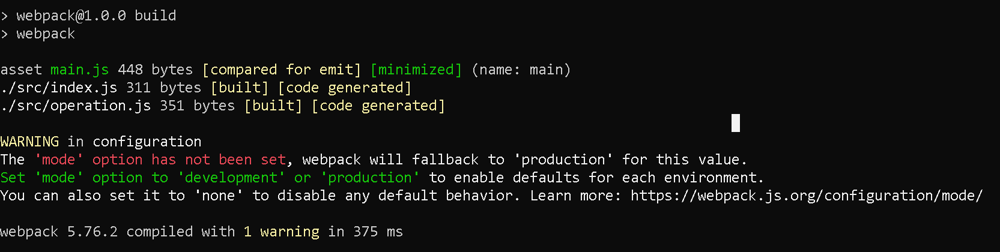 > webpack@1.0.0 build
> webpack
asset main.js 448 bytes [compared for emit] [minimized] (name: main)
./src/index.js 311 bytes [built] [code generated]
./src/operation.js 351 bytes [built] [code generated]
WARNING in configuration
The 'mode' option has not been set, webpack will fallback to 'production' for this value.
Set 'mode' option to 'development' or 'production' to enable defaults for each environment.
You can also set it to 'none' to disable any default behavior. Learn more: https://webpack.js.org/configuration/mode/
webpack 5.76.2 compiled with 1 warning in 375 ms